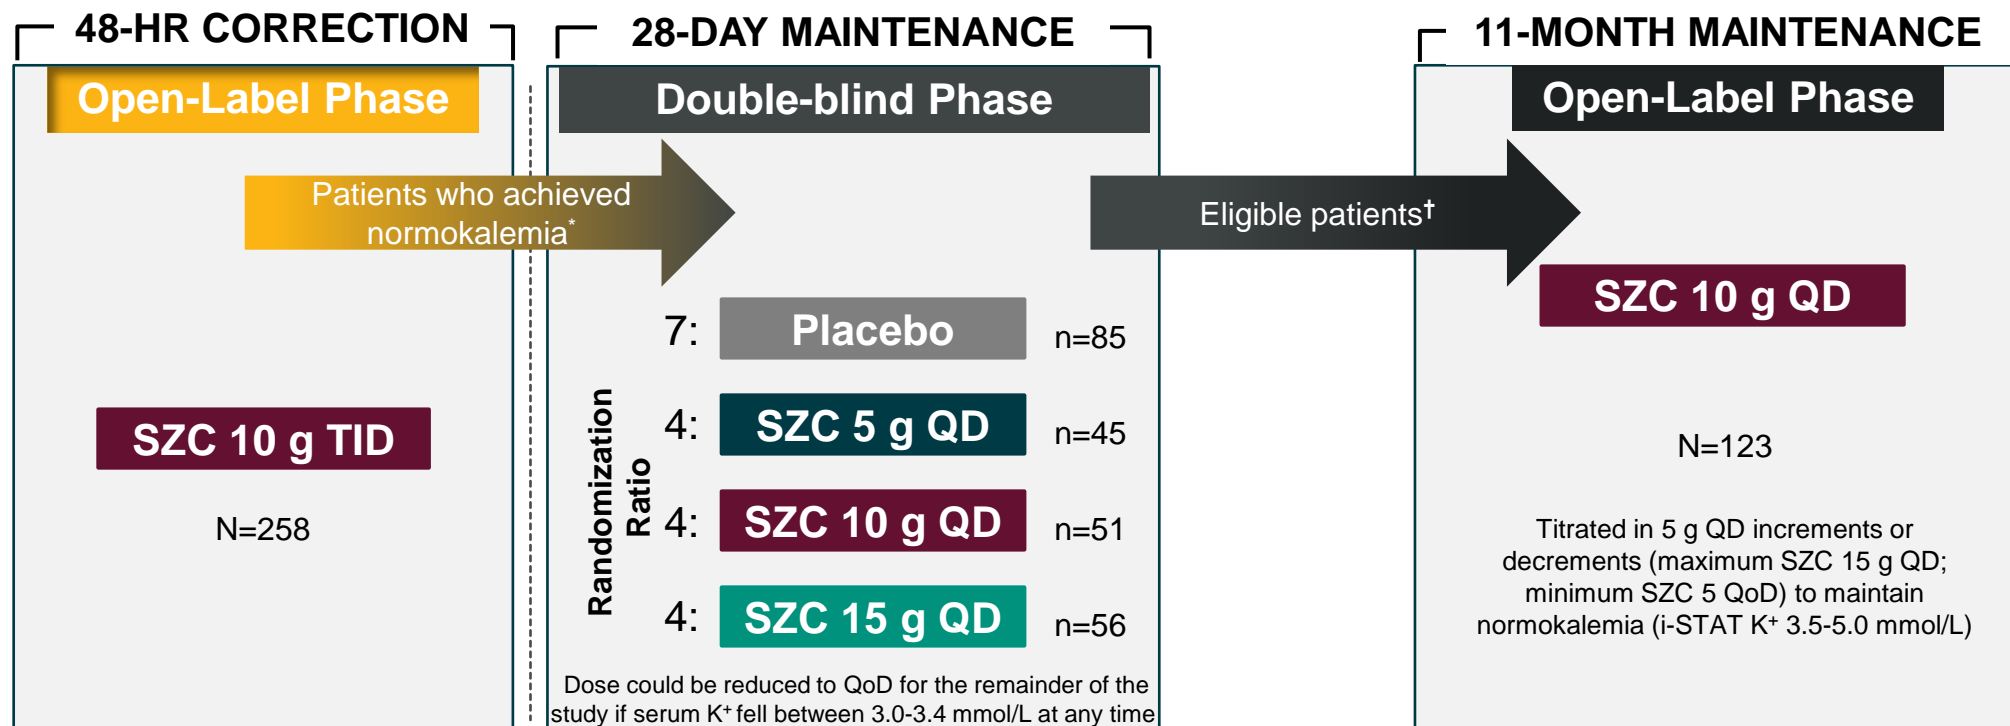 48-HR CORRECTION
Open-Label Phase
Patients who achieved
normokalemia*
SZC 10 g TID
N=258
28-DAY MAINTENANCE
Double-blind Phase
Randomization
Ratio
7: Placebo n=85
4: SZC 5 g QD n=45
4: SZC 10 g QD n=51
4: SZC 15 g QD n=56
Dose could be reduced to QoD for the remainder of the
study if serum K⁺ fell between 3.0-3.4 mmol/L at any time
Eligible patients†
11-MONTH MAINTENANCE
Open-Label Phase
SZC 10 g QD
N=123
Titrated in 5 g QD increments or
decrements (maximum SZC 15 g QD;
minimum SZC 5 QoD) to maintain
normokalemia (i-STAT K⁺ 3.5-5.0 mmol/L)